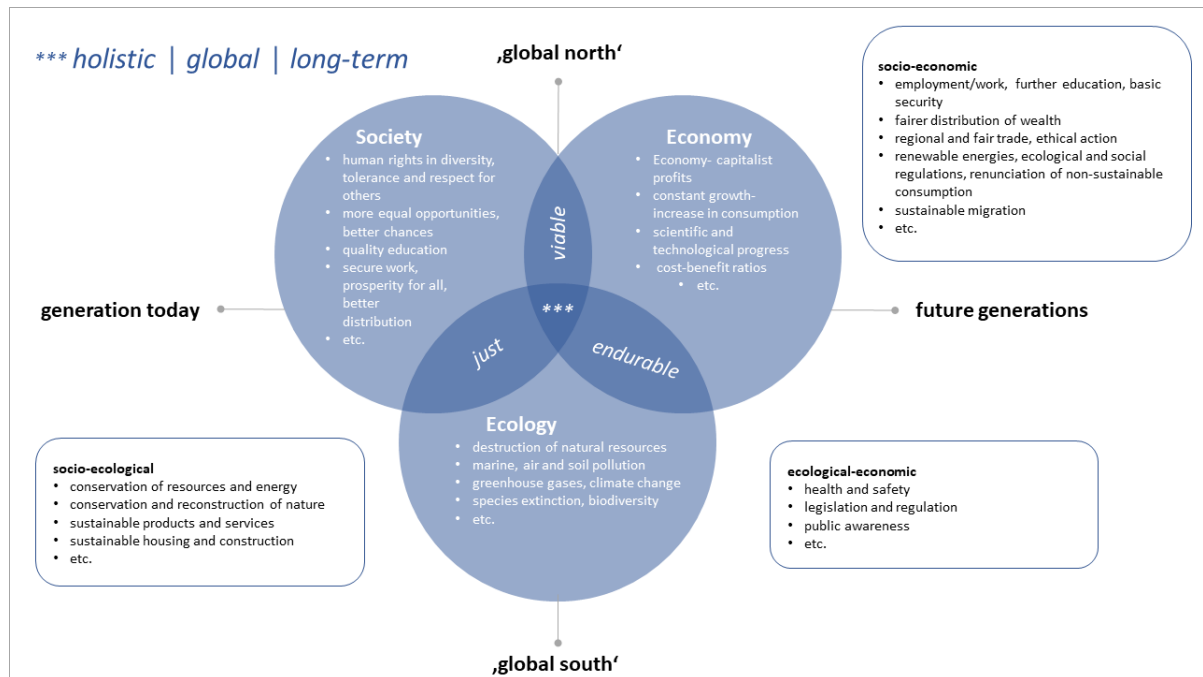 *** holistic | global | long-term
‚global north‘
socio-economic
• employment/work, further education, basic
security
• fairer distribution of wealth
• regional and fair trade, ethical action
• renewable energies, ecological and social
regulations, renunciation of non-sustainable
consumption
• sustainable migration
• etc.
Society
• human rights in diversity,
tolerance and respect for
others
• more equal opportunities,
better chances
• quality education
• secure work,
prosperity for all,
better
distribution
• etc.
viable
Economy
• Economy- capitalist
profits
• constant growth-
increase in consumption
• scientific and
technological progress
• cost-benefit ratios
• etc.
generation today
***
future generations
just
endurable
Ecology
• destruction of natural resources
• marine, air and soil pollution
• greenhouse gases, climate change
• species extinction, biodiversity
• etc.
socio-ecological
• conservation of resources and energy
• conservation and reconstruction of nature
• sustainable products and services
• sustainable housing and construction
• etc.
ecological-economic
• health and safety
• legislation and regulation
• public awareness
• etc.
‚global south‘